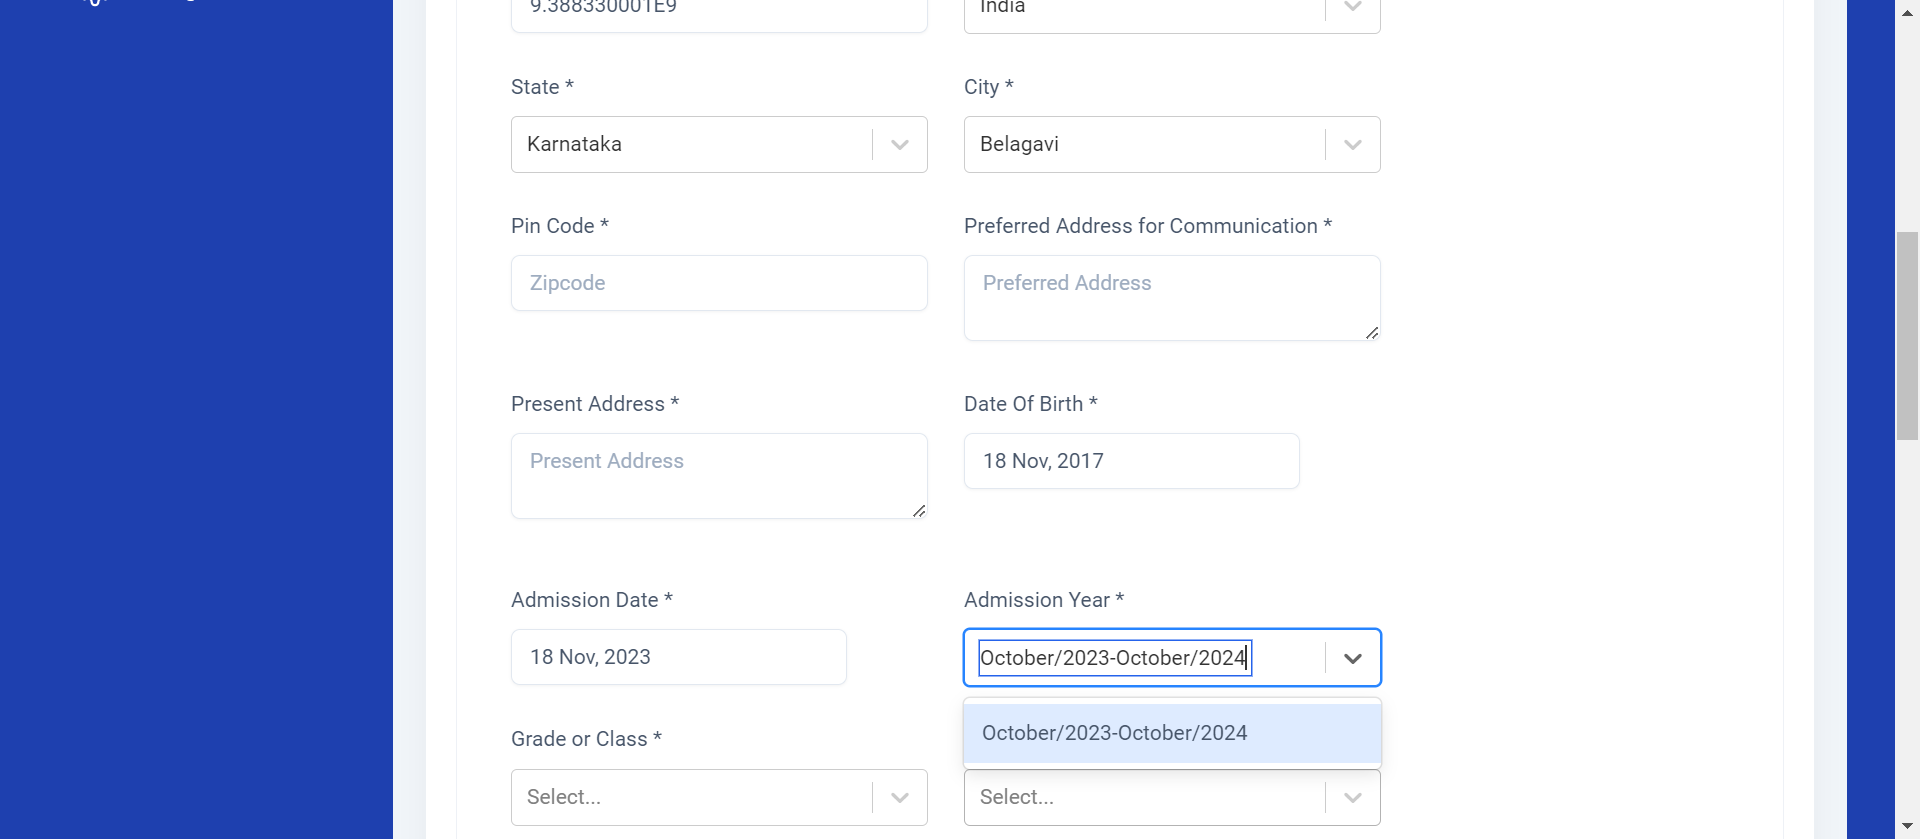 9.388330001E9
India
State *
City *
Karnataka
Belagavi
Pin Code *
Preferred Address for Communication *
Zipcode
Preferred Address
Present Address *
Date Of Birth *
Present Address
18 Nov, 2017
Admission Date *
Admission Year *
18 Nov, 2023
October/2023-October/2024
October/2023-October/2024
Grade or Class *
Select...
Select...